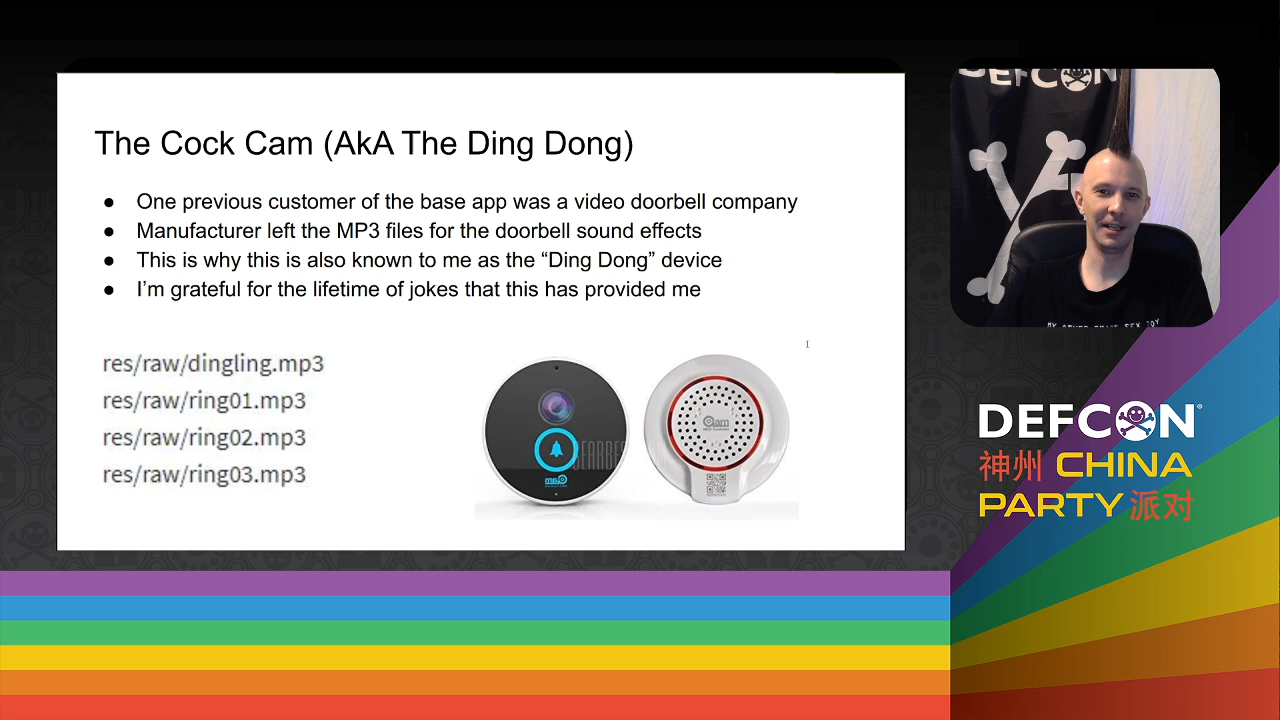 The Cock Cam (AkA The Ding Dong)
● One previous customer of the base app was a video doorbell company
● Manufacturer left the MP3 files for the doorbell sound effects
● This is why this is also known to me as the “Ding Dong” device
● I’m grateful for the lifetime of jokes that this has provided me
res/raw/dingling.mp3
res/raw/ring01.mp3
res/raw/ring02.mp3
res/raw/ring03.mp3
DEFCON
DEFCON®
神州 CHINA
PARTY 派对